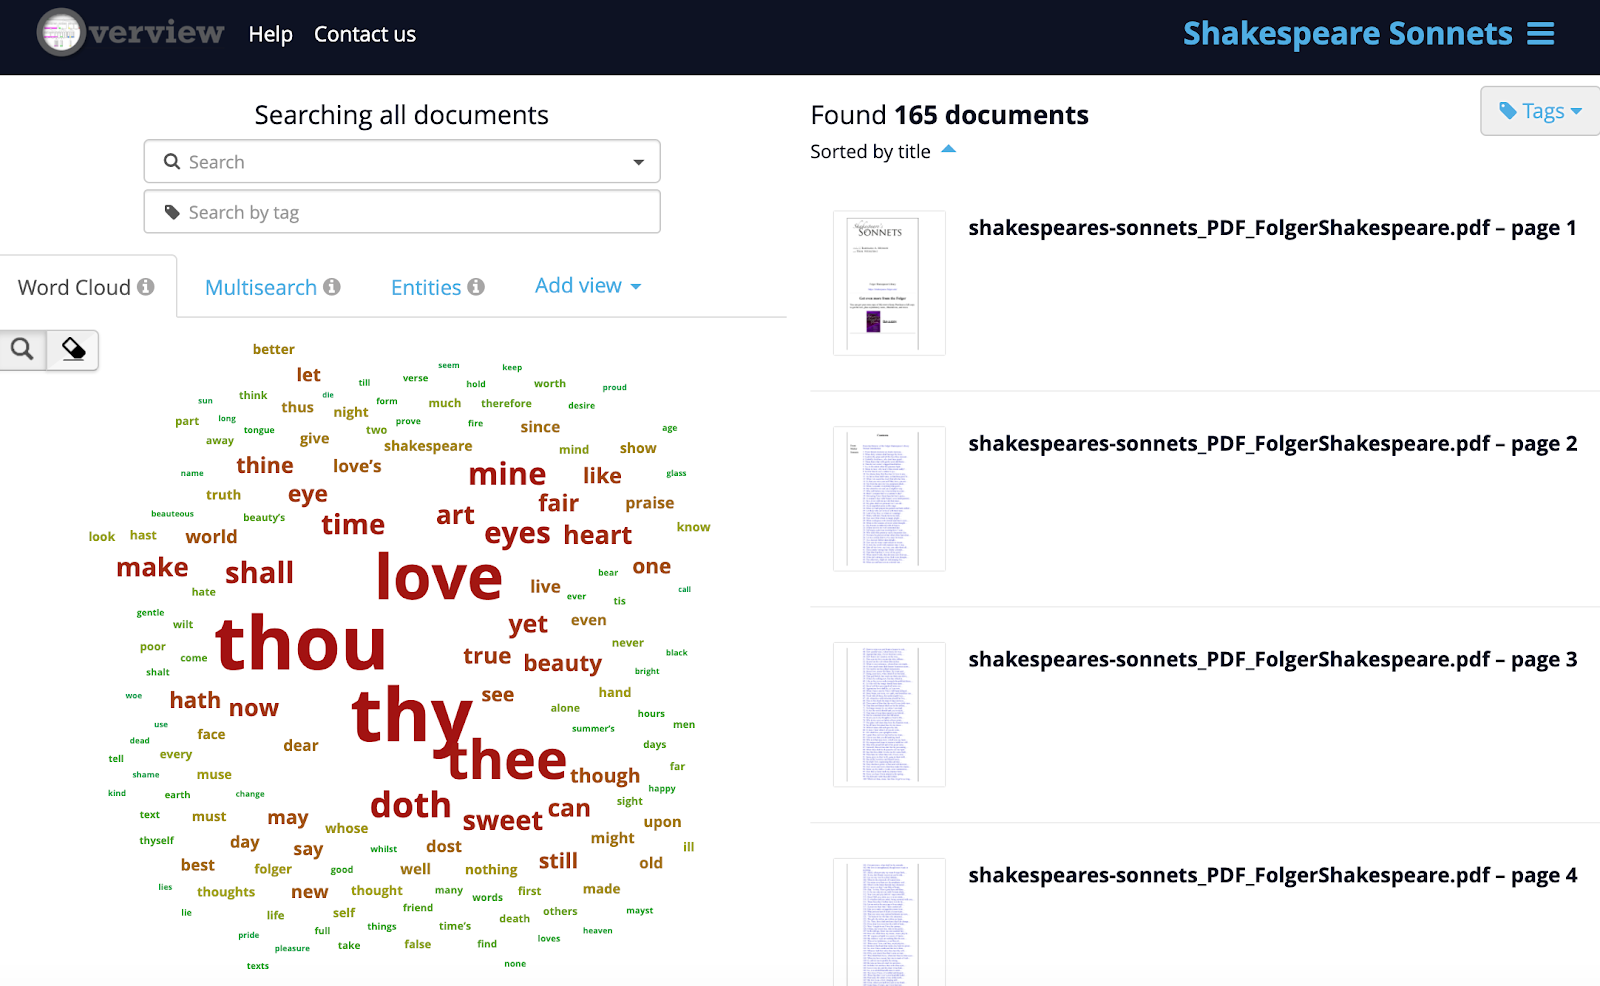 verview Help Contact us
Shakespeare Sonnets
Searching all documents
Search
Search by tag
Word Cloud
Multisearch
Entities
Add view
better
let
till
verse
seem
keep
hold
worth
proud
sun
think
die
form
much
therefore
desire
part
long
thus
night
prove
fire
since
age
tongue
two
away
give
shakespeare
mind
show
name
thine
love's
mine
like
glass
truth
eye
art
fair
praise
beauteous
beauty's
time
eyes
heart
know
look
hast
world
make
shall
love
live
bear
one
hate
ever
tis
call
gentle
wilt
thou
yet
even
poor
come
never
true
beauty
black
shalt
bright
woe
hath
now
thy
see
hand
use
face
alone
hours
men
dead
dear
summer's
days
tell
every
thee
shame
muse
though
far
kind
earth
change
happy
text
must
may
doth
sweet
can
sight
whose
upon
thyself
day
say
whilst
dost
might
ill
best
folger
good
well
nothing
still
old
lies
thoughts
new
thought
many
words
first
made
lie
life
self
friend
death
others
mayst
pride
full
things
time's
heaven
pleasure
take
false
find
loves
texts
none
Found 165 documents
Tags
Sorted by title
SONNETS
shakespeares-sonnets_PDF_FolgerShakespeare.pdf – page 1
shakespeares-sonnets_PDF_FolgerShakespeare.pdf – page 2
shakespeares-sonnets_PDF_FolgerShakespeare.pdf – page 3
shakespeares-sonnets_PDF_FolgerShakespeare.pdf – page 4